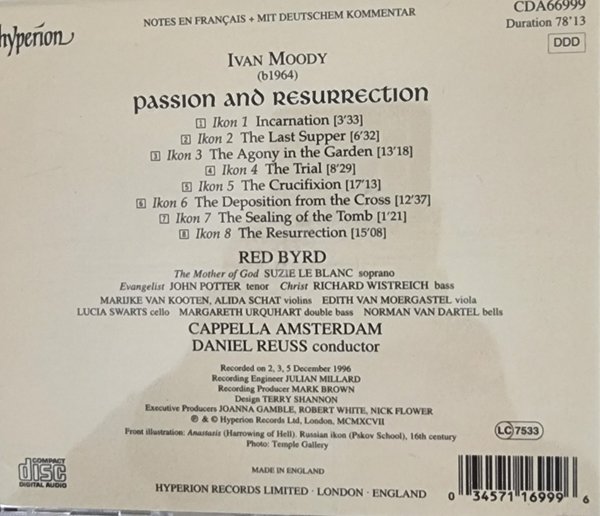 hyperion
NOTES EN FRANÇAIS + MIT DEUTSCHEM KOMMENTAR
CDA66999
Duration 78'13
DDD
IVAN MOODY
(b1964)
PASSION AND RESURRECTION
1 Ikon 1 Incarnation [3'33]
2 Ikon 2 The Last Supper [6'32]
3 Ikon 3 The Agony in the Garden [13'18]
4 Ikon 4 The Trial [8'29]
5 Ikon 5 The Crucifixion [17'13]
6 Ikon 6 The Deposition from the Cross [12'37]
7 Ikon 7 The Sealing of the Tomb [1'21]
8 Ikon 8 The Resurrection [15'08]
RED BYRD
The Mother of God SUZIE LE BLANC soprano
Evangelist JOHN POTTER tenor Christ RICHARD WISTREICH bass
MARIJKE VAN KOOTEN, ALIDA SCHAT violins EDITH VAN MOERGASTEL viola
LUCIA SWARTS cello MARGARETH URQUHART double bass NORMAN VAN DARTEL bells
CAPPELLA AMSTERDAM
DANIEL REUSS conductor
Recorded on 2, 3, 5 December 1996
Recording Engineer JULIAN MILLARD
Recording Producer MARK BROWN
Design TERRY SHANNON
Executive Producers JOANNA GAMBLE, ROBERT WHITE, NICK FLOWER
℗ & © Hyperion Records Ltd, London, MCMXCVII
Front illustration: Anastasis (Harrowing of Hell). Russian ikon (Pskov School), 16th century
Photo: Temple Gallery
LC 7533
COMPACT
disc
DIGITAL AUDIO
MADE IN ENGLAND
HYPERION RECORDS LIMITED · LONDON · ENGLAND
0 34571 16999 6